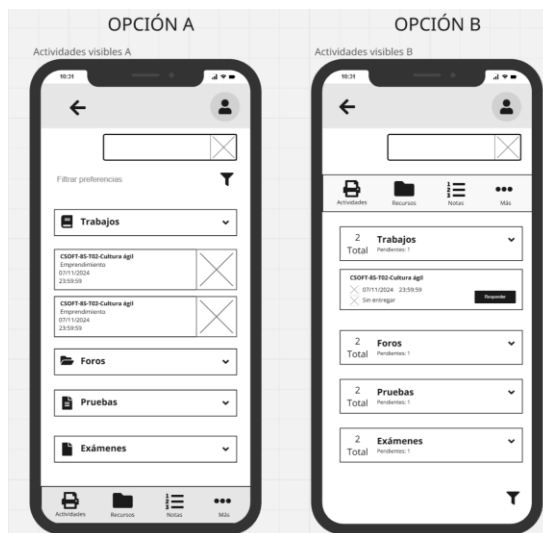 OPCIÓN A
Actividades visibles A
10:31
Filtrar preferencias
Trabajos
CSOFT-8S-T02-Cultura ágil
Emprendimiento
07/11/2024
23:59:59
CSOFT-8S-T02-Cultura ágil
Emprendimiento
07/11/2024
23:59:59
Foros
Pruebas
Exámenes
Actividades Recursos Notas Más
OPCIÓN B
Actividades visibles B
10:31
Actividades Recursos Notas Más
2 Trabajos
Total Pendientes: 1
CSOFT-8S-T02-Cultura ágil
07/11/2024 23:59:59
Sin entregar Responder
2 Foros
Total Pendientes: 1
2 Pruebas
Total Pendientes: 1
2 Exámenes
Total Pendientes: 1